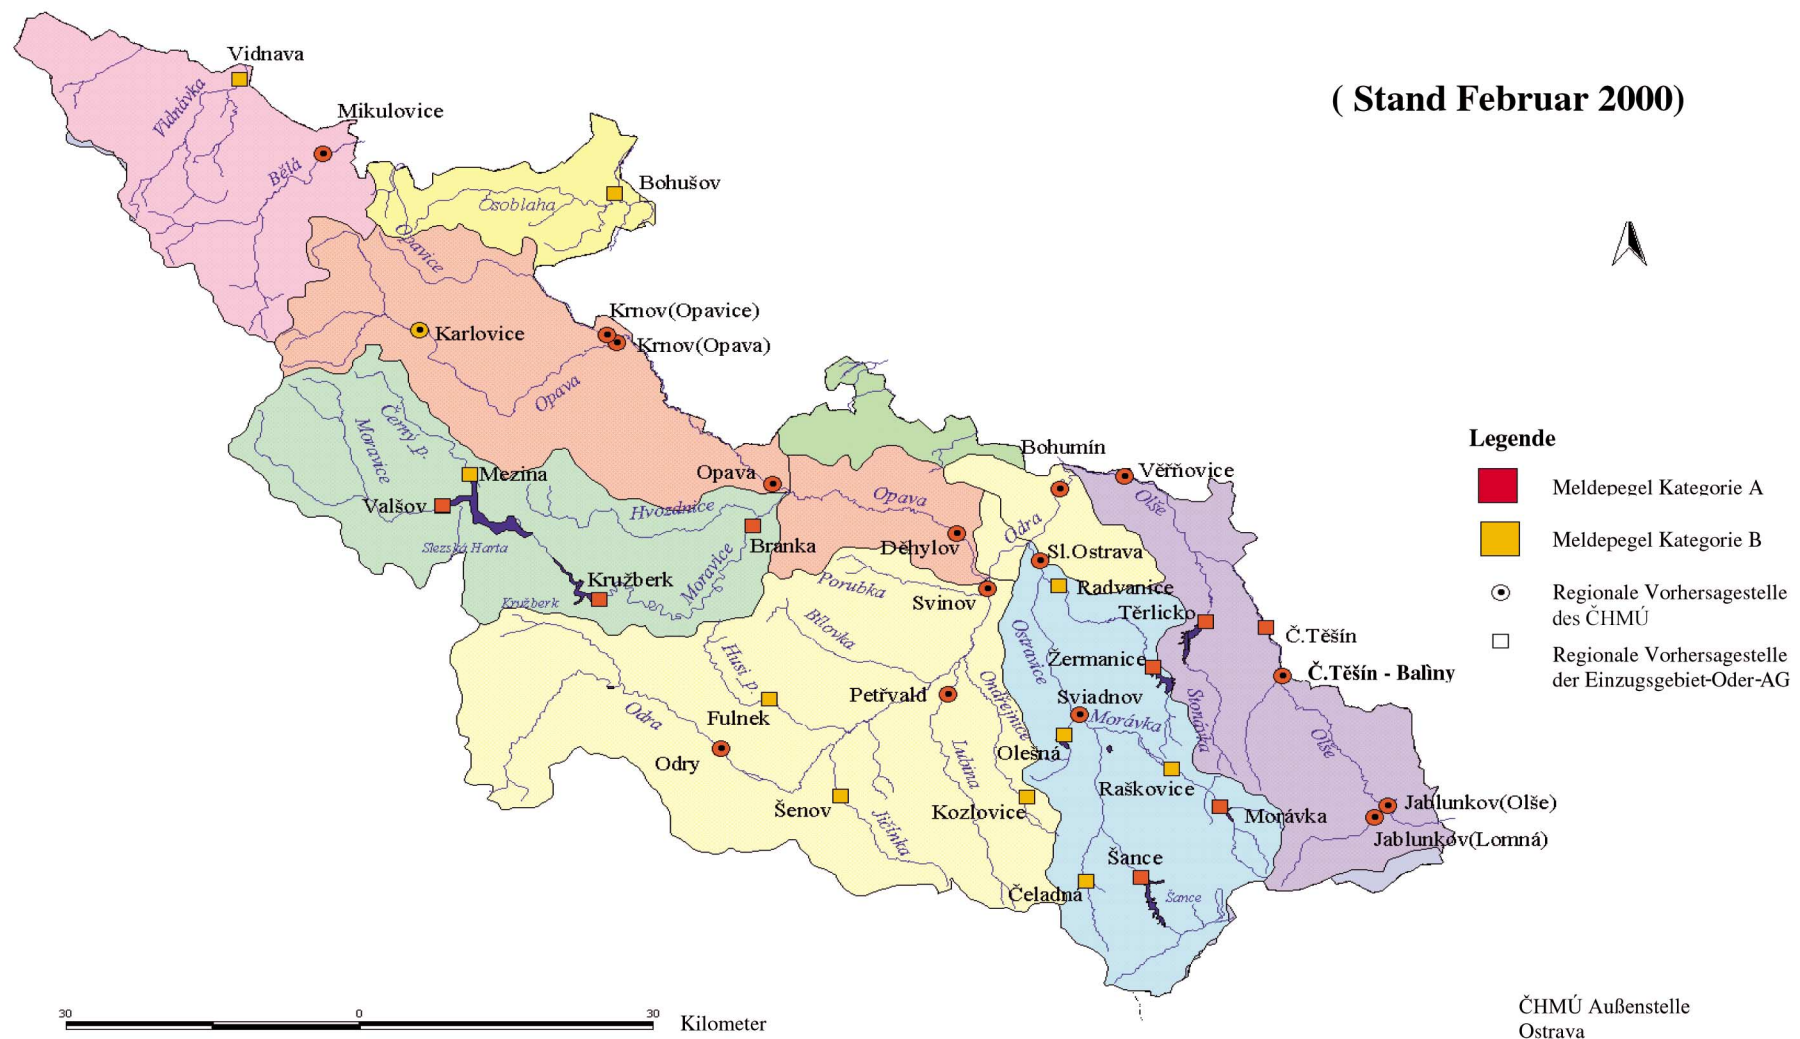 ( Stand Februar 2000)
Vidnava
Vidnávka
Mikulovice
Bělá
Bohušov
Osoblaha
Opavice
Krnov(Opavice)
Karlovice
Krnov(Opava)
Opava
Černý p.
Moravice
Bohumín
Věřňovice
Mezina
Opava
Opava
Olše
Valšov
Hvozdnice
Odra
Slezská Harta
Branka
Děhylov
Sl.Ostrava
Kružberk
Moravice
Porubka
Radvanice
Kružberk
Svinov
Těrlicko
Bílovka
Ostravice
Č.Těšín
Husí p.
Žermanice
Č.Těšín - Baliny
Petřvald
Ondřejnice
Sviadnov
Fulnek
Odra
Morávka
Stonávka
Olše
Odry
Lubina
Olešná
Raškovice
Šenov
Kozlovice
Jablunkov(Olše)
Morávka
Jičínka
Jablunkov(Lomná)
Šance
Čeladná
Šance
Legende
Meldepegel Kategorie A
Meldepegel Kategorie B
Regionale Vorhersagestelle
des ČHMÚ
Regionale Vorhersagestelle
der Einzugsgebiet-Oder-AG
30 0 30 Kilometer
ČHMÚ Außenstelle
Ostrava